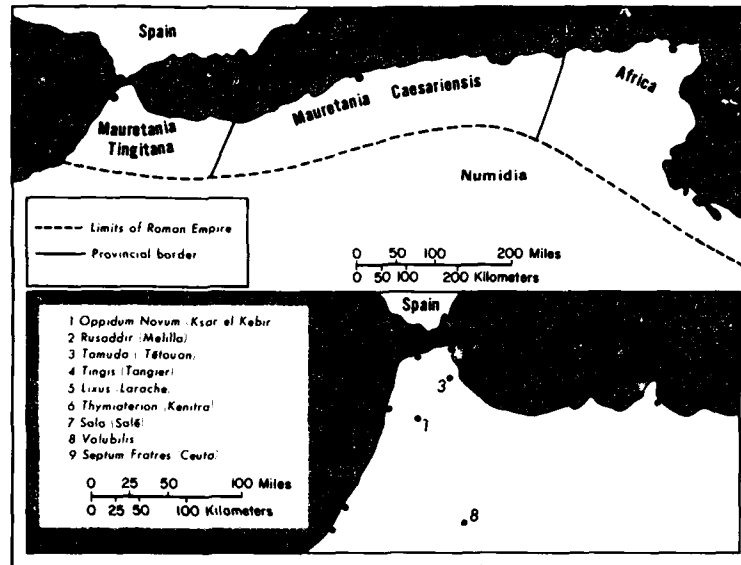 Spain
Africa
Mauretania Caesariensis
Mauretania
Tingitana
Numidia
Limits of Roman Empire
Provincial border
0 50 100 200 Miles
0 50 100 200 Kilometers
Spain
1 Oppidum Novum (Ksar el Kebir
2 Rusaddir (Melilla)
3 Tamuda (Tétouan)
4 Tingis (Tangier)
5 Lixus (Larache)
6 Thymiaterion (Kenitra)
7 Sala (Salé)
8 Volubilis
9 Septum Fratres (Ceuta)
0 25 50 100 Miles
0 25 50 100 Kilometers
3
1
8